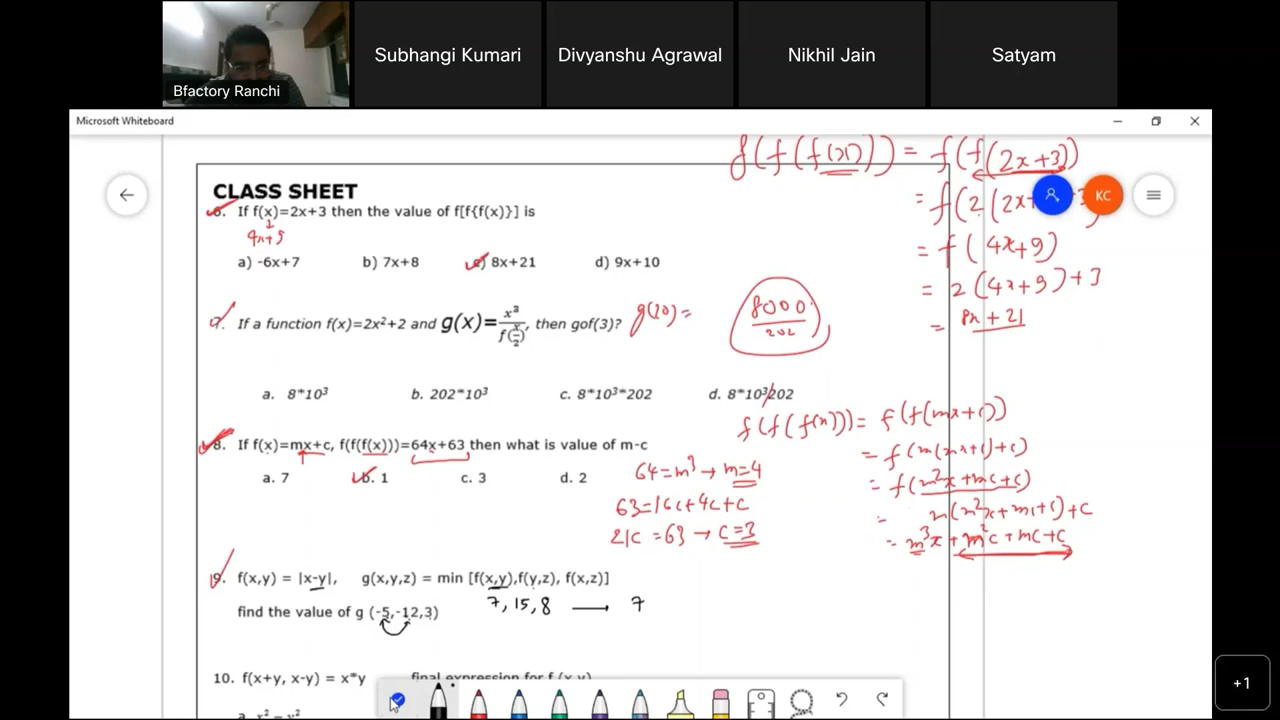 Subhangi Kumari
Divyanshu Agrawal
Nikhil Jain
Satyam
Bfactory Ranchi
Microsoft Whiteboard
KC
CLASS SHEET
6. If f(x)=2x+3 then the value of f[f{f(x)}] is
4x+9
a) -6x+7 b) 7x+8 c) 8x+21 d) 9x+10
f(f(f(x))) = f(f(2x+3))
= f(2(2x+
= f(4x+9)
= 2(4x+9)+3
= 8x+21
7. If a function f(x)=2x²+2 and g(x)=x³/f(x/2), then gof(3)?
g(20) = 8000/202
a. 8*10³ b. 202*10³ c. 8*10³*202 d. 8*10³/202
8. If f(x)=mx+c, f(f(f(x)))=64x+63 then what is value of m-c
a. 7 b. 1 c. 3 d. 2
64=m³→m=4
63=16c+4c+c
21c=63→c=3
f(f(f(x)))= f(f(mx+c))
= f(m(mx+c)+c)
= f(m²x+mc+c)
= m(m²x+mc+c)+c
= m³x+m²c+mc+c
9. f(x,y) = |x-y|, g(x,y,z) = min [f(x,y),f(y,z), f(x,z)]
find the value of g (-5,-12,3)
7, 15, 8 → 7
10. f(x+y, x-y) = x*y final expression for f (x,y)
+1